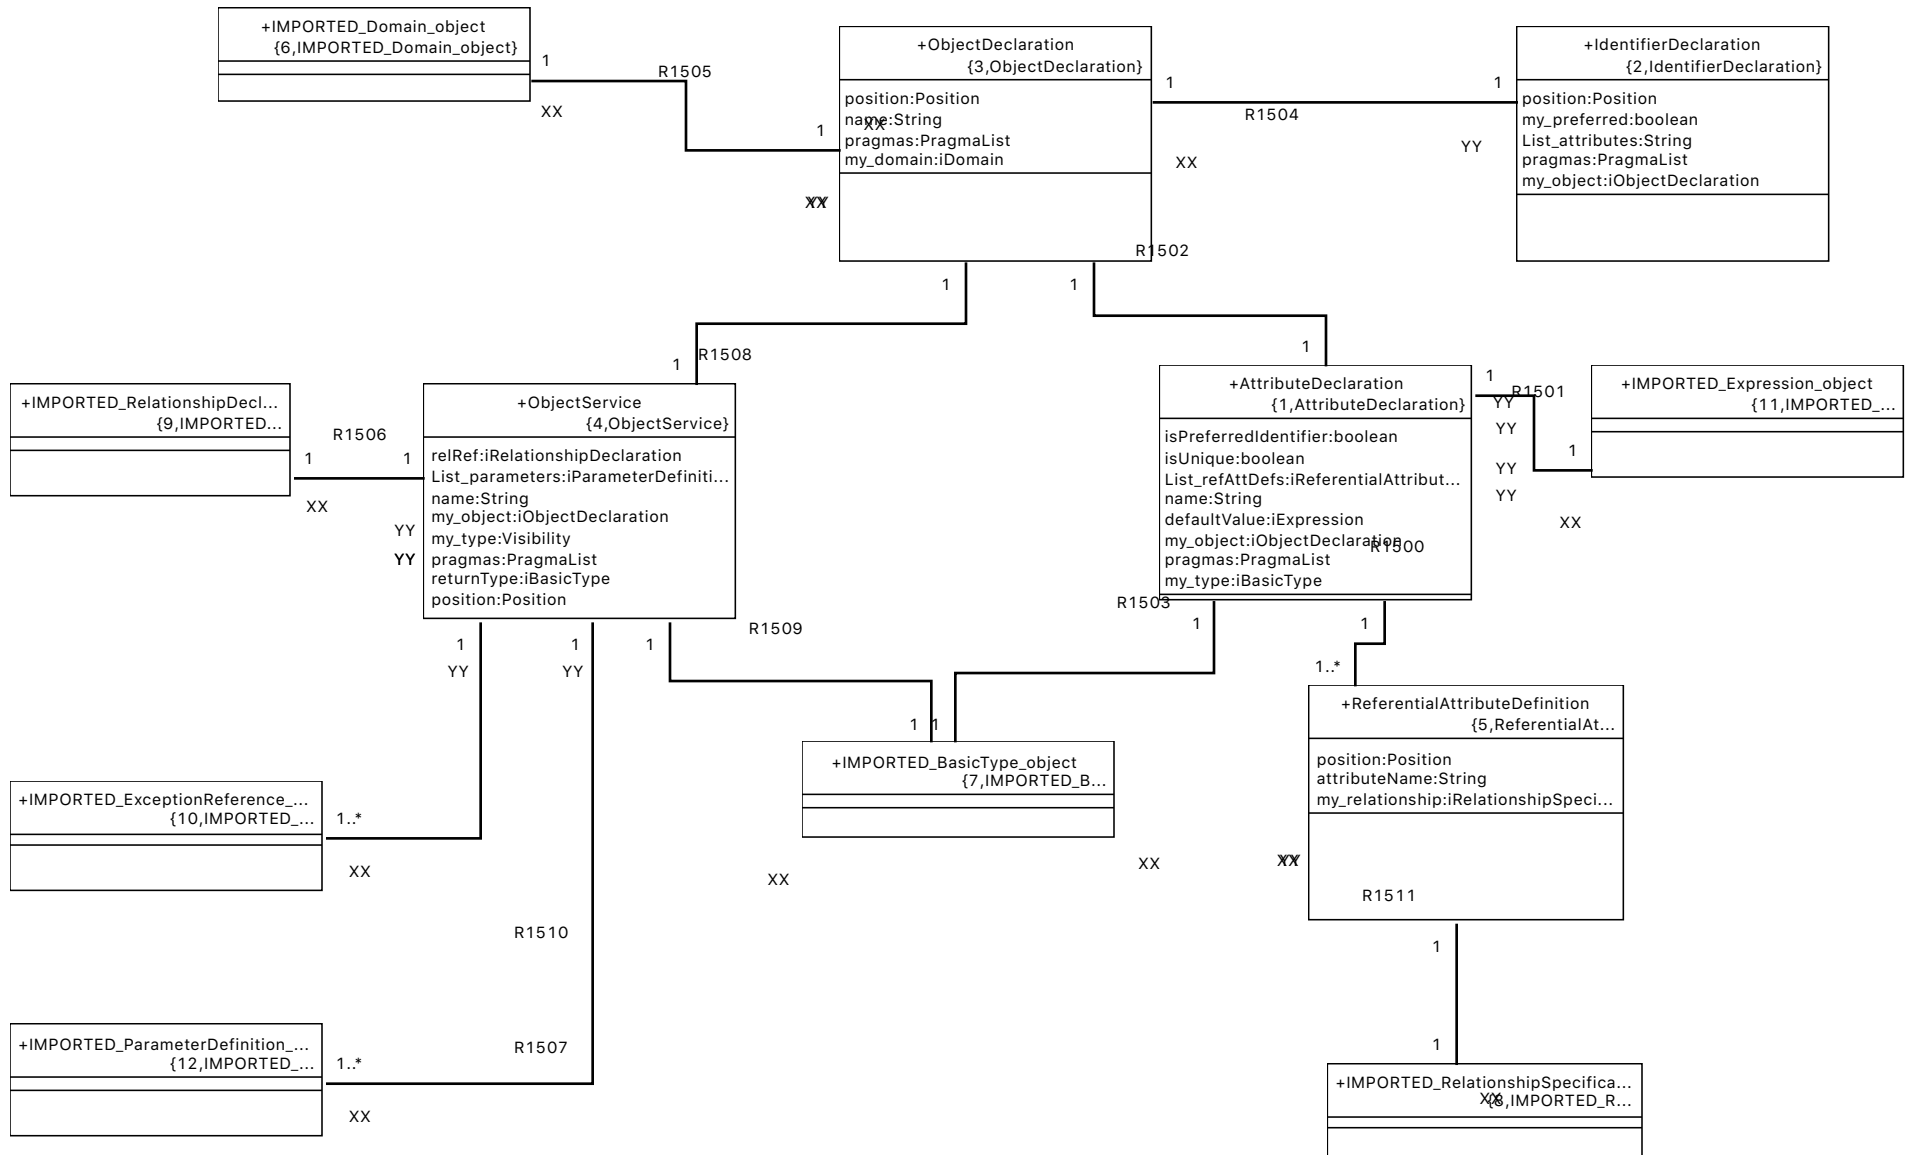 +IMPORTED_Domain_object
{6,IMPORTED_Domain_object}
1
R1505
XX
+ObjectDeclaration
{3,ObjectDeclaration}
position:Position
name:String
XX
pragmas:PragmaList
my_domain:iDomain
1
XX
1
R1504
XX
1
YY
+IdentifierDeclaration
{2,IdentifierDeclaration}
position:Position
my_preferred:boolean
List_attributes:String
pragmas:PragmaList
my_object:iObjectDeclaration
R1502
1
1
1
R1508
1
+IMPORTED_RelationshipDecl...
{9,IMPORTED...
R1506
1
1
XX
YY
YY
+ObjectService
{4,ObjectService}
relRef:iRelationshipDeclaration
List_parameters:iParameterDefiniti...
name:String
my_object:iObjectDeclaration
my_type:Visibility
pragmas:PragmaList
returnType:iBasicType
position:Position
+AttributeDeclaration
{1,AttributeDeclaration}
isPreferredIdentifier:boolean
isUnique:boolean
List_refAttDefs:iReferentialAttribut...
name:String
defaultValue:iExpression
my_object:iObjectDeclaration
R1500
pragmas:PragmaList
my_type:iBasicType
1
R1501
YY
YY
YY
YY
1
XX
+IMPORTED_Expression_object
{11,IMPORTED_...
R1503
1
1
1..*
R1509
1
YY
1
YY
1
1
1
+IMPORTED_BasicType_object
{7,IMPORTED_B...
XX
XX
XX
+ReferentialAttributeDefinition
{5,ReferentialAt...
position:Position
attributeName:String
my_relationship:iRelationshipSpeci...
R1511
+IMPORTED_ExceptionReference_...
{10,IMPORTED_...
1..*
XX
R1510
1
1
+IMPORTED_ParameterDefinition_...
{12,IMPORTED_...
1..*
XX
R1507
+IMPORTED_RelationshipSpecifica...
XX
{8,IMPORTED_R...